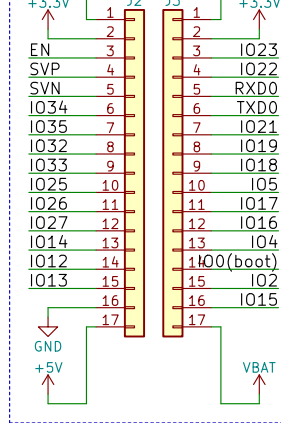 +3.3V J2 J3 +3.3V
1 1
2 2
EN 3 3 IO23
SVP 4 4 IO22
SVN 5 5 RXD0
IO34 6 6 TXD0
IO35 7 7 IO21
IO32 8 8 IO19
IO33 9 9 IO18
IO25 10 10 IO5
IO26 11 11 IO17
IO27 12 12 IO16
IO14 13 13 IO4
IO12 14 14 IO0(boot)
IO13 15 15 IO2
16 16 IO15
17 17
GND
+5V VBAT